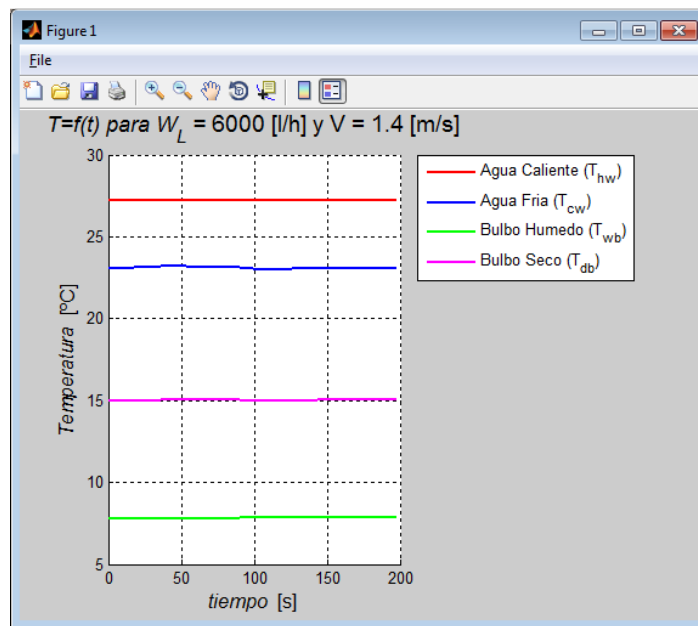 Figure 1
File
T=f(t) para W_L = 6000 [l/h] y V = 1.4 [m/s]
30
25
20
15
10
5
0
50
100
150
200
Temperatura [ºC]
tiempo [s]
Agua Caliente (T_hw)
Agua Fria (T_cw)
Bulbo Humedo (T_wb)
Bulbo Seco (T_db)